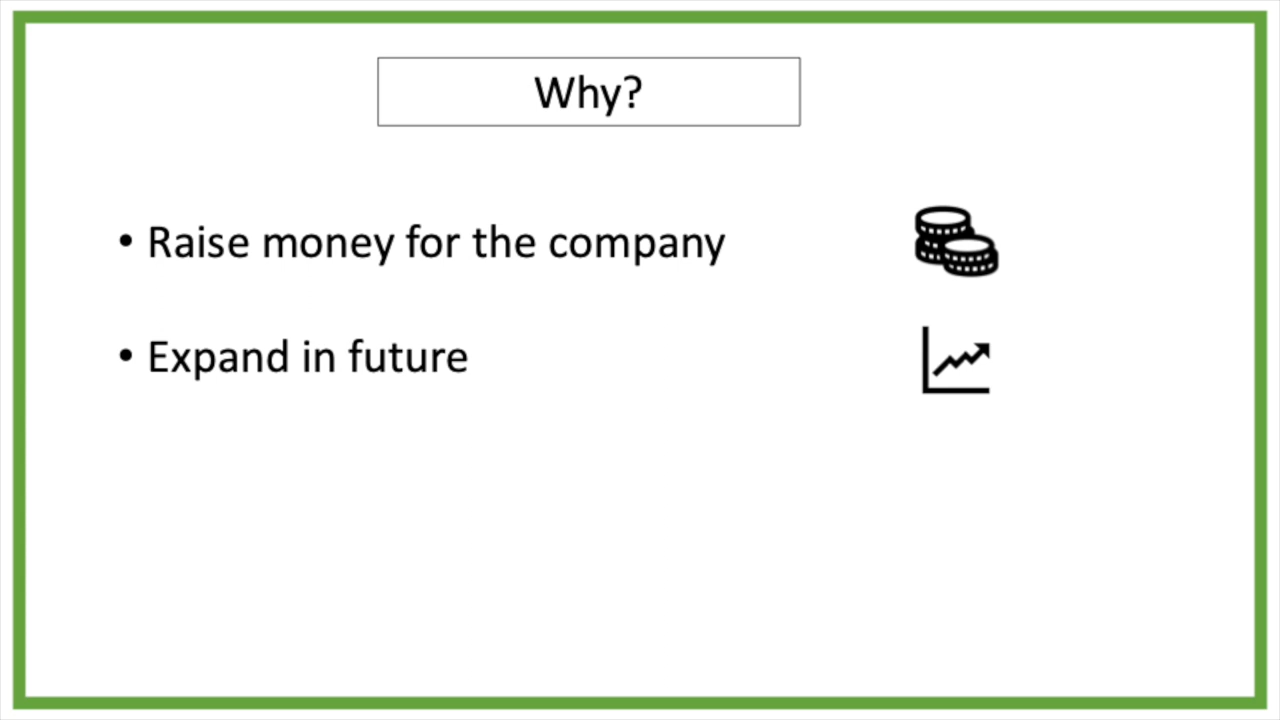 Why?
• Raise money for the company
• Expand in future